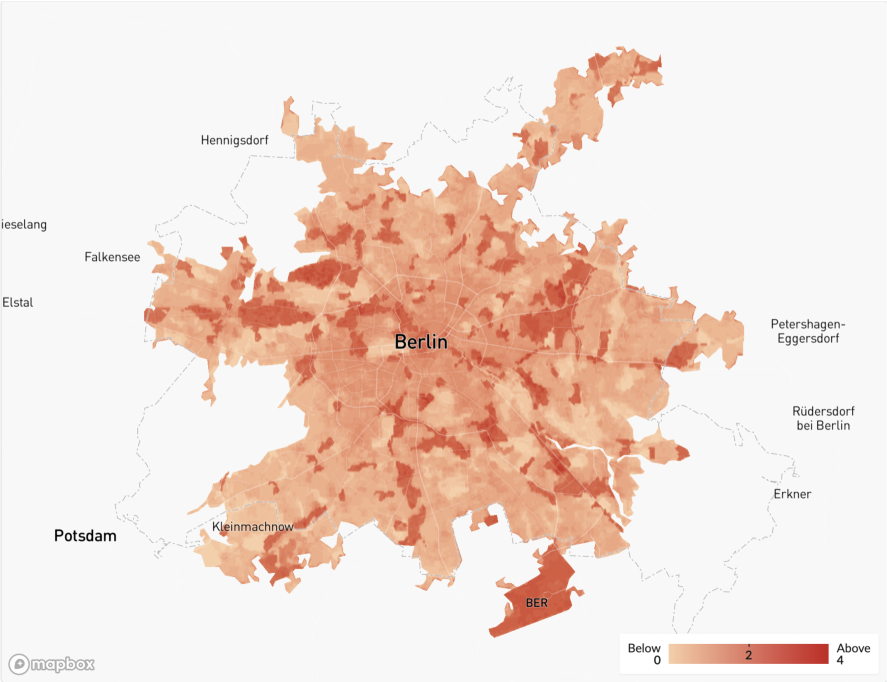 Hennigsdorf
ieselang
Falkensee
Elstal
Petershagen-
Eggersdorf
Berlin
Rüdersdorf
bei Berlin
Erkner
Kleinmachnow
Potsdam
BER
Below
0
2
Above
4
mapbox